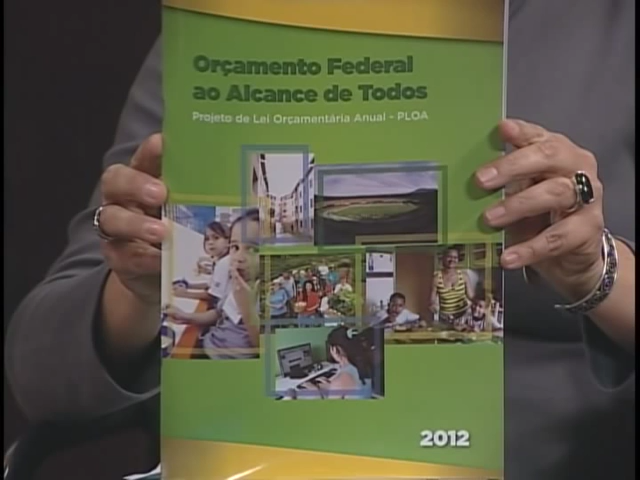 Orçamento Federal
ao Alcance de Todos
Projeto de Lei Orçamentária Anual - PLOA
2012